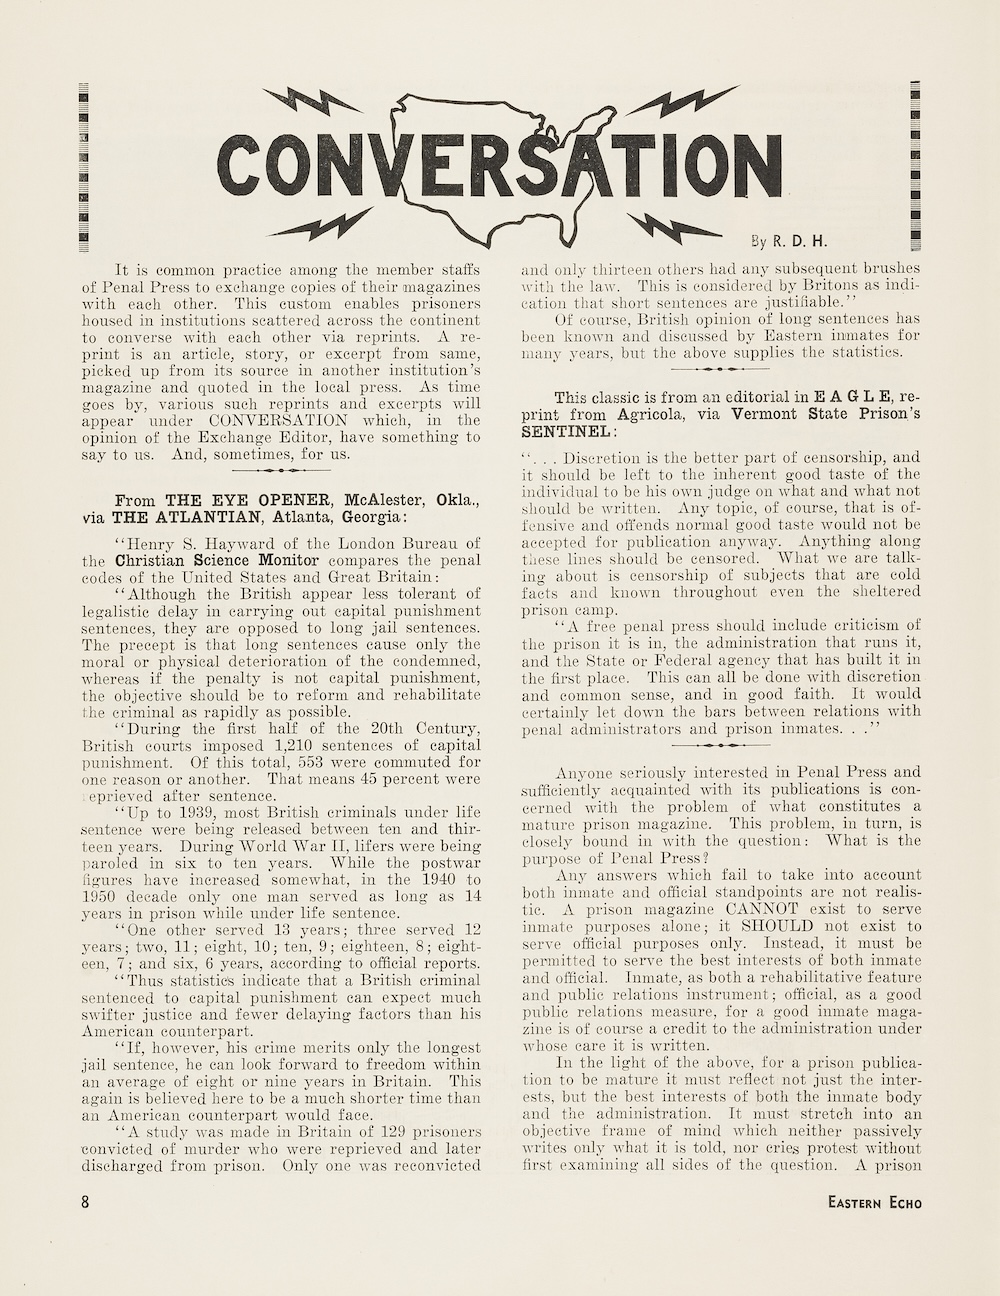 CONVERSATION
By R. D. H.
It is common practice among the member staffs
of Penal Press to exchange copies of their magazines
with each other. This custom enables prisoners
housed in institutions scattered across the continent
to converse with each other via reprints. A re-
print is an article, story, or excerpt from same,
picked up from its source in another institution's
magazine and quoted in the local press. As time
goes by, various such reprints and excerpts will
appear under CONVERSATION which, in the
opinion of the Exchange Editor, have something to
say to us. And, sometimes, for us.
From THE EYE OPENER, McAlester, Okla.,
via THE ATLANTIAN, Atlanta, Georgia:
"Henry S. Hayward of the London Bureau of
the Christian Science Monitor compares the penal
codes of the United States and Great Britain:
"Although the British appear less tolerant of
legalistic delay in carrying out capital punishment
sentences, they are opposed to long jail sentences.
The precept is that long sentences cause only the
moral or physical deterioration of the condemned,
whereas if the penalty is not capital punishment,
the objective should be to reform and rehabilitate
the criminal as rapidly as possible.
"During the first half of the 20th Century,
British courts imposed 1,210 sentences of capital
punishment. Of this total, 553 were commuted for
one reason or another. That means 45 percent were
reprieved after sentence.
"Up to 1939, most British criminals under life
sentence were being released between ten and thir-
teen years. During World War II, lifers were being
paroled in six to ten years. While the postwar
figures have increased somewhat, in the 1940 to
1950 decade only one man served as long as 14
years in prison while under life sentence.
"One other served 13 years; three served 12
years; two, 11; eight, 10; ten, 9; eighteen, 8; eight-
een, 7; and six, 6 years, according to official reports.
"Thus statistics indicate that a British criminal
sentenced to capital punishment can expect much
swifter justice and fewer delaying factors than his
American counterpart.
"If, however, his crime merits only the longest
jail sentence, he can look forward to freedom within
an average of eight or nine years in Britain. This
again is believed here to be a much shorter time than
an American counterpart would face.
"A study was made in Britain of 129 prisoners
convicted of murder who were reprieved and later
discharged from prison. Only one was reconvicted
and only thirteen others had any subsequent brushes
with the law. This is considered by Britons as indi-
cation that short sentences are justifiable."
Of course, British opinion of long sentences has
been known and discussed by Eastern inmates for
many years, but the above supplies the statistics.
This classic is from an editorial in E A G L E, re-
print from Agricola, via Vermont State Prison's
SENTINEL:
". . . Discretion is the better part of censorship, and
it should be left to the inherent good taste of the
individual to be his own judge on what and what not
should be written. Any topic, of course, that is of-
fensive and offends normal good taste would not be
accepted for publication anyway. Anything along
these lines should be censored. What we are talk-
ing about is censorship of subjects that are cold
facts and known throughout even the sheltered
prison camp.
"A free penal press should include criticism of
the prison it is in, the administration that runs it,
and the State or Federal agency that has built it in
the first place. This can all be done with discretion
and common sense, and in good faith. It would
certainly let down the bars between relations with
penal administrators and prison inmates. . ."
Anyone seriously interested in Penal Press and
sufficiently acquainted with its publications is con-
cerned with the problem of what constitutes a
mature prison magazine. This problem, in turn, is
closely bound in with the question: What is the
purpose of Penal Press?
Any answers which fail to take into account
both inmate and official standpoints are not realis-
tic. A prison magazine CANNOT exist to serve
inmate purposes alone; it SHOULD not exist to
serve official purposes only. Instead, it must be
permitted to serve the best interests of both inmate
and official. Inmate, as both a rehabilitative feature
and public relations instrument; official, as a good
public relations measure, for a good inmate maga-
zine is of course a credit to the administration under
whose care it is written.
In the light of the above, for a prison publica-
tion to be mature it must reflect not just the inter-
ests, but the best interests of both the inmate body
and the administration. It must stretch into an
objective frame of mind which neither passively
writes only what it is told, nor cries protest without
first examining all sides of the question. A prison
8
EASTERN ECHO